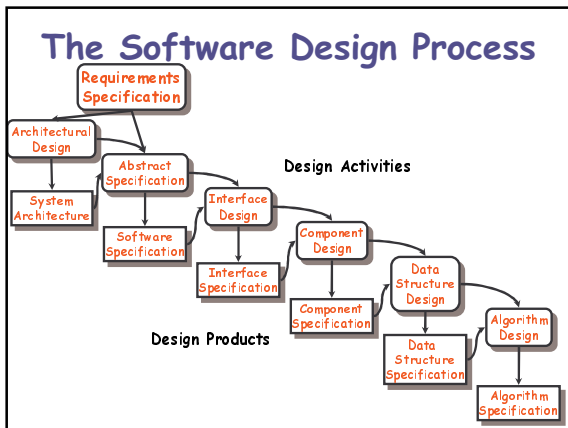 The Software Design Process
Requirements
Specification
Architectural
Design
Abstract
Specification
Design Activities
System
Architecture
Interface
Design
Software
Specification
Component
Design
Interface
Specification
Data
Structure
Design
Component
Specification
Design Products
Algorithm
Design
Data
Structure
Specification
Algorithm
Specification